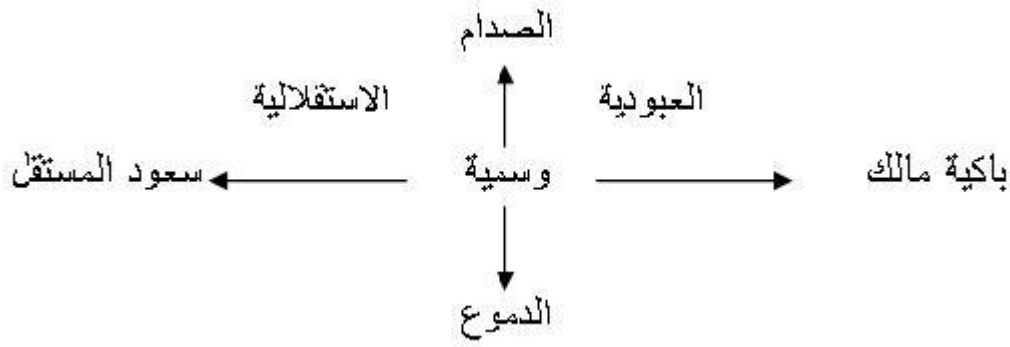 الصدام
العبودية
الاستقلالية
باكية مالك
وسمية
سعود المستقل
الدموع